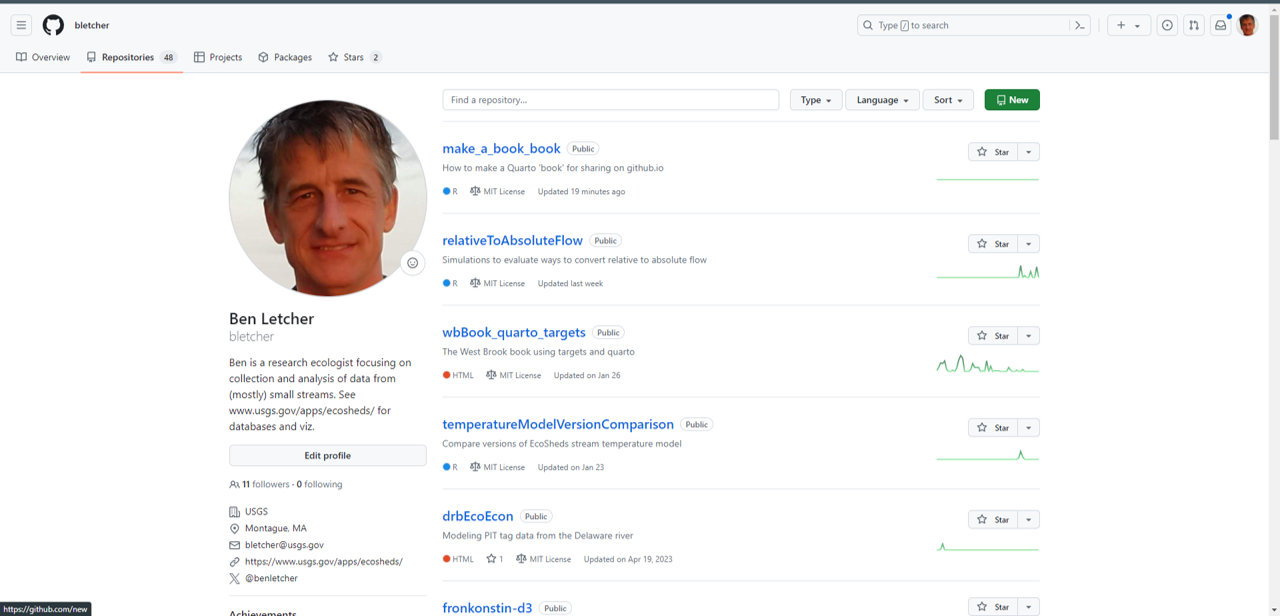 bletcher
Type / to search
Overview
Repositories 48
Projects
Packages
Stars 2
Find a repository...
Type
Language
Sort
New
make_a_book_book Public
Star
How to make a Quarto 'book' for sharing on github.io
R MIT License Updated 19 minutes ago
relativeToAbsoluteFlow Public
Star
Simulations to evaluate ways to convert relative to absolute flow
R MIT License Updated last week
wbBook_quarto_targets Public
Star
The West Brook book using targets and quarto
HTML MIT License Updated on Jan 26
temperatureModelVersionComparison Public
Star
Compare versions of EcoSheds stream temperature model
R MIT License Updated on Jan 23
drbEcoEcon Public
Star
Modeling PIT tag data from the Delaware river
HTML 1 MIT License Updated on Apr 19, 2023
fronkonstin-d3 Public
Star
Ben Letcher
bletcher
Ben is a research ecologist focusing on
collection and analysis of data from
(mostly) small streams. See
www.usgs.gov/apps/ecosheds/ for
databases and viz.
Edit profile
11 followers · 0 following
USGS
Montague, MA
bletcher@usgs.gov
https://www.usgs.gov/apps/ecosheds/
@benletcher
Achievements
https://github.com/new